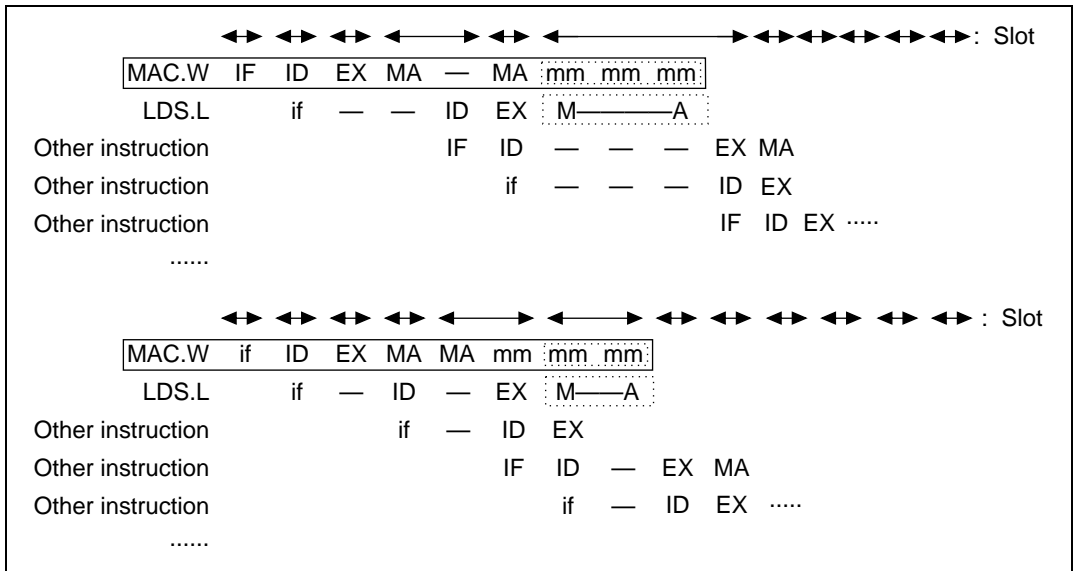 : Slot
MAC.W IF ID EX MA — MA mm mm mm
LDS.L if — — ID EX M———A
Other instruction IF ID — — — EX MA
Other instruction if — — — ID EX
Other instruction IF ID EX ·····
······
: Slot
MAC.W if ID EX MA MA mm mm mm
LDS.L if — ID — EX M——A
Other instruction if — ID EX
Other instruction IF ID — EX MA
Other instruction if — ID EX ·····
······